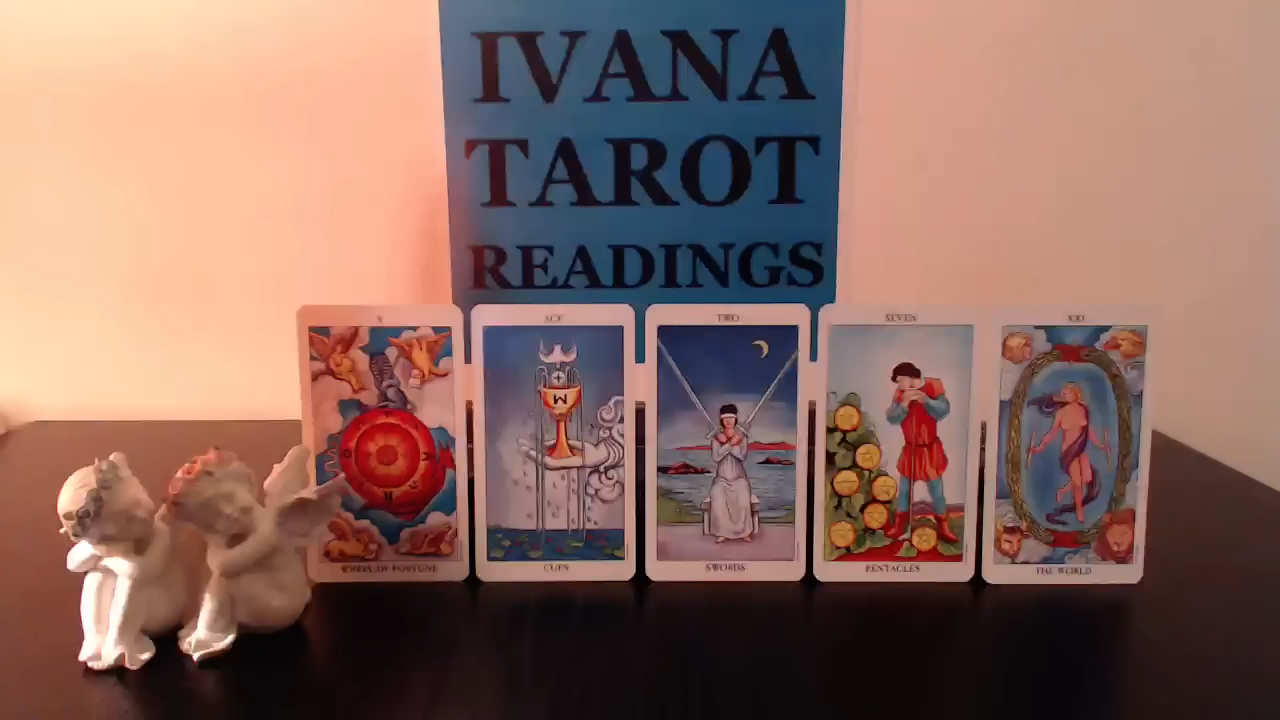 IVANA
TAROT
READINGS
X
ACE
TWO
SEVEN
XXI
M
WHEEL OF FORTUNE
CUPS
SWORDS
PENTACLES
THE WORLD